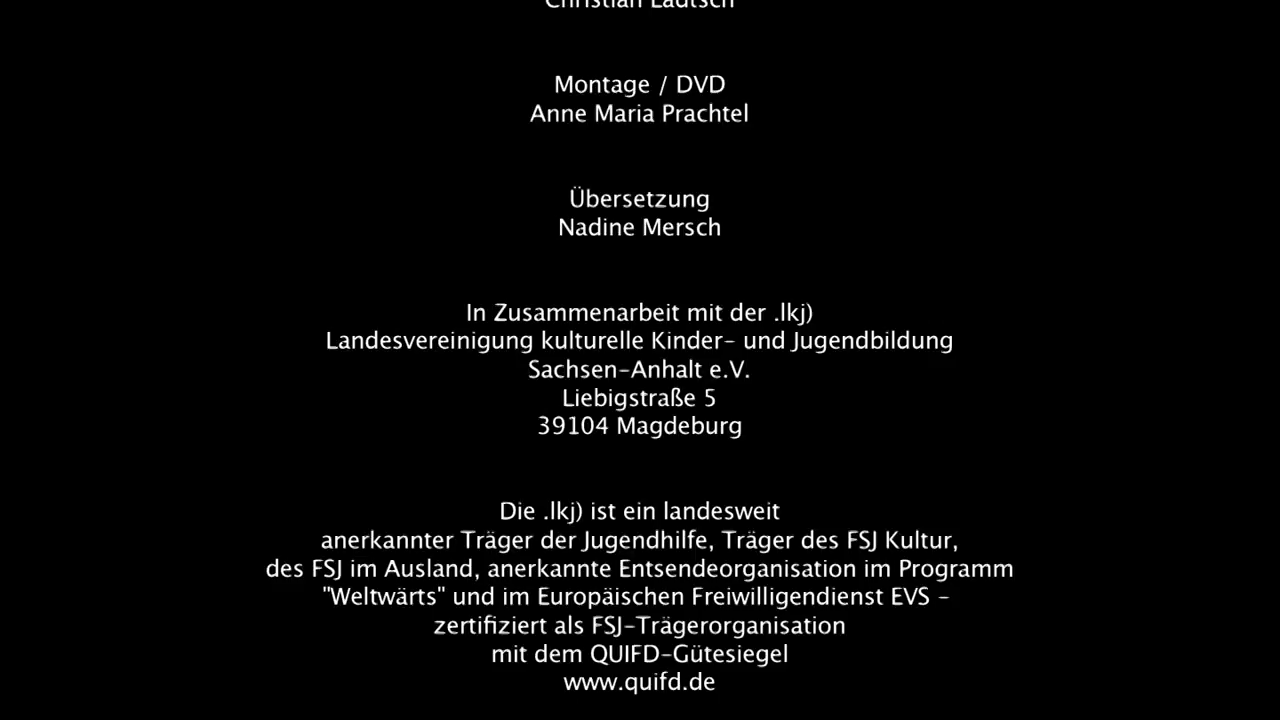 Christian Lautsch
Montage / DVD
Anne Maria Prachtel
Übersetzung
Nadine Mersch
In Zusammenarbeit mit der .lkj)
Landesvereinigung kulturelle Kinder- und Jugendbildung
Sachsen-Anhalt e.V.
Liebigstraße 5
39104 Magdeburg
Die .lkj) ist ein landesweit
anerkannter Träger der Jugendhilfe, Träger des FSJ Kultur,
des FSJ im Ausland, anerkannte Entsendeorganisation im Programm
"Weltwärts" und im Europäischen Freiwilligendienst EVS -
zertifiziert als FSJ-Trägerorganisation
mit dem QUIFD-Gütesiegel
www.quifd.de